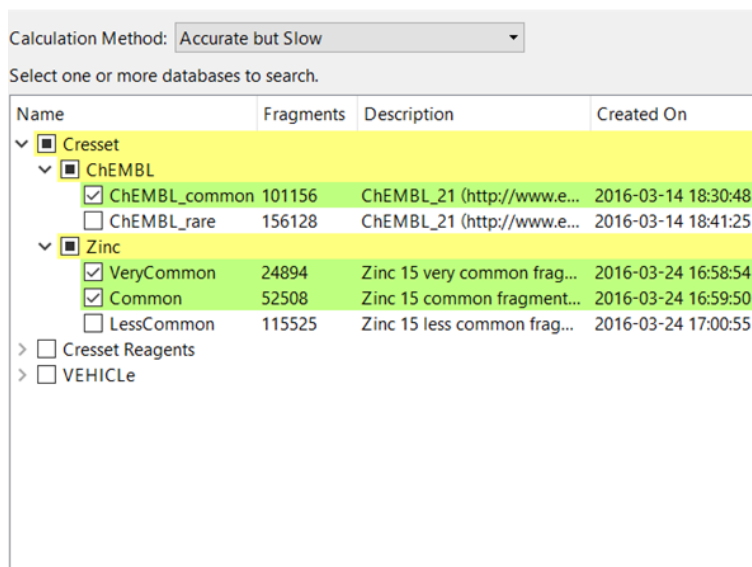 Calculation Method: Accurate but Slow
Select one or more databases to search.
Name Fragments Description Created On
Cresset
ChEMBL
ChEMBL_common 101156 ChEMBL_21 (http://www.e... 2016-03-14 18:30:48
ChEMBL_rare 156128 ChEMBL_21 (http://www.e... 2016-03-14 18:41:25
Zinc
VeryCommon 24894 Zinc 15 very common frag... 2016-03-24 16:58:54
Common 52508 Zinc 15 common fragment... 2016-03-24 16:59:50
LessCommon 115525 Zinc 15 less common frag... 2016-03-24 17:00:55
Cresset Reagents
VEHICLe